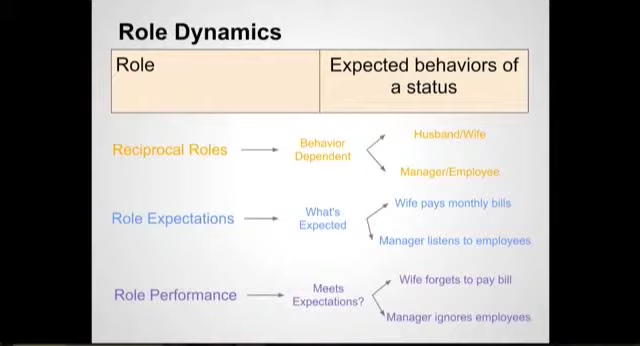 Role Dynamics
Role
Expected behaviors of
a status
Reciprocal Roles
Behavior
Dependent
Husband/Wife
Manager/Employee
Role Expectations
What's
Expected
Wife pays monthly bills
Manager listens to employees
Role Performance
Meets
Expectations?
Wife forgets to pay bill
Manager ignores employees